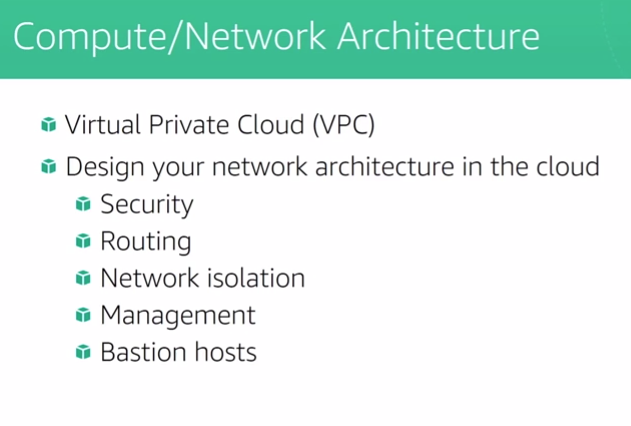 Compute/Network Architecture
Virtual Private Cloud (VPC)
Design your network architecture in the cloud
Security
Routing
Network isolation
Management
Bastion hosts